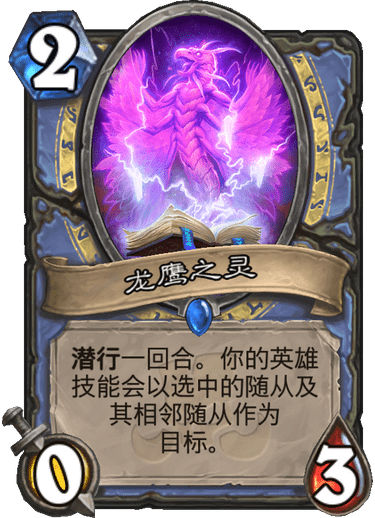 2
龙鹰之灵
潜行一回合。你的英雄
技能会以选中的随从及
其相邻随从作为
目标。
0
3